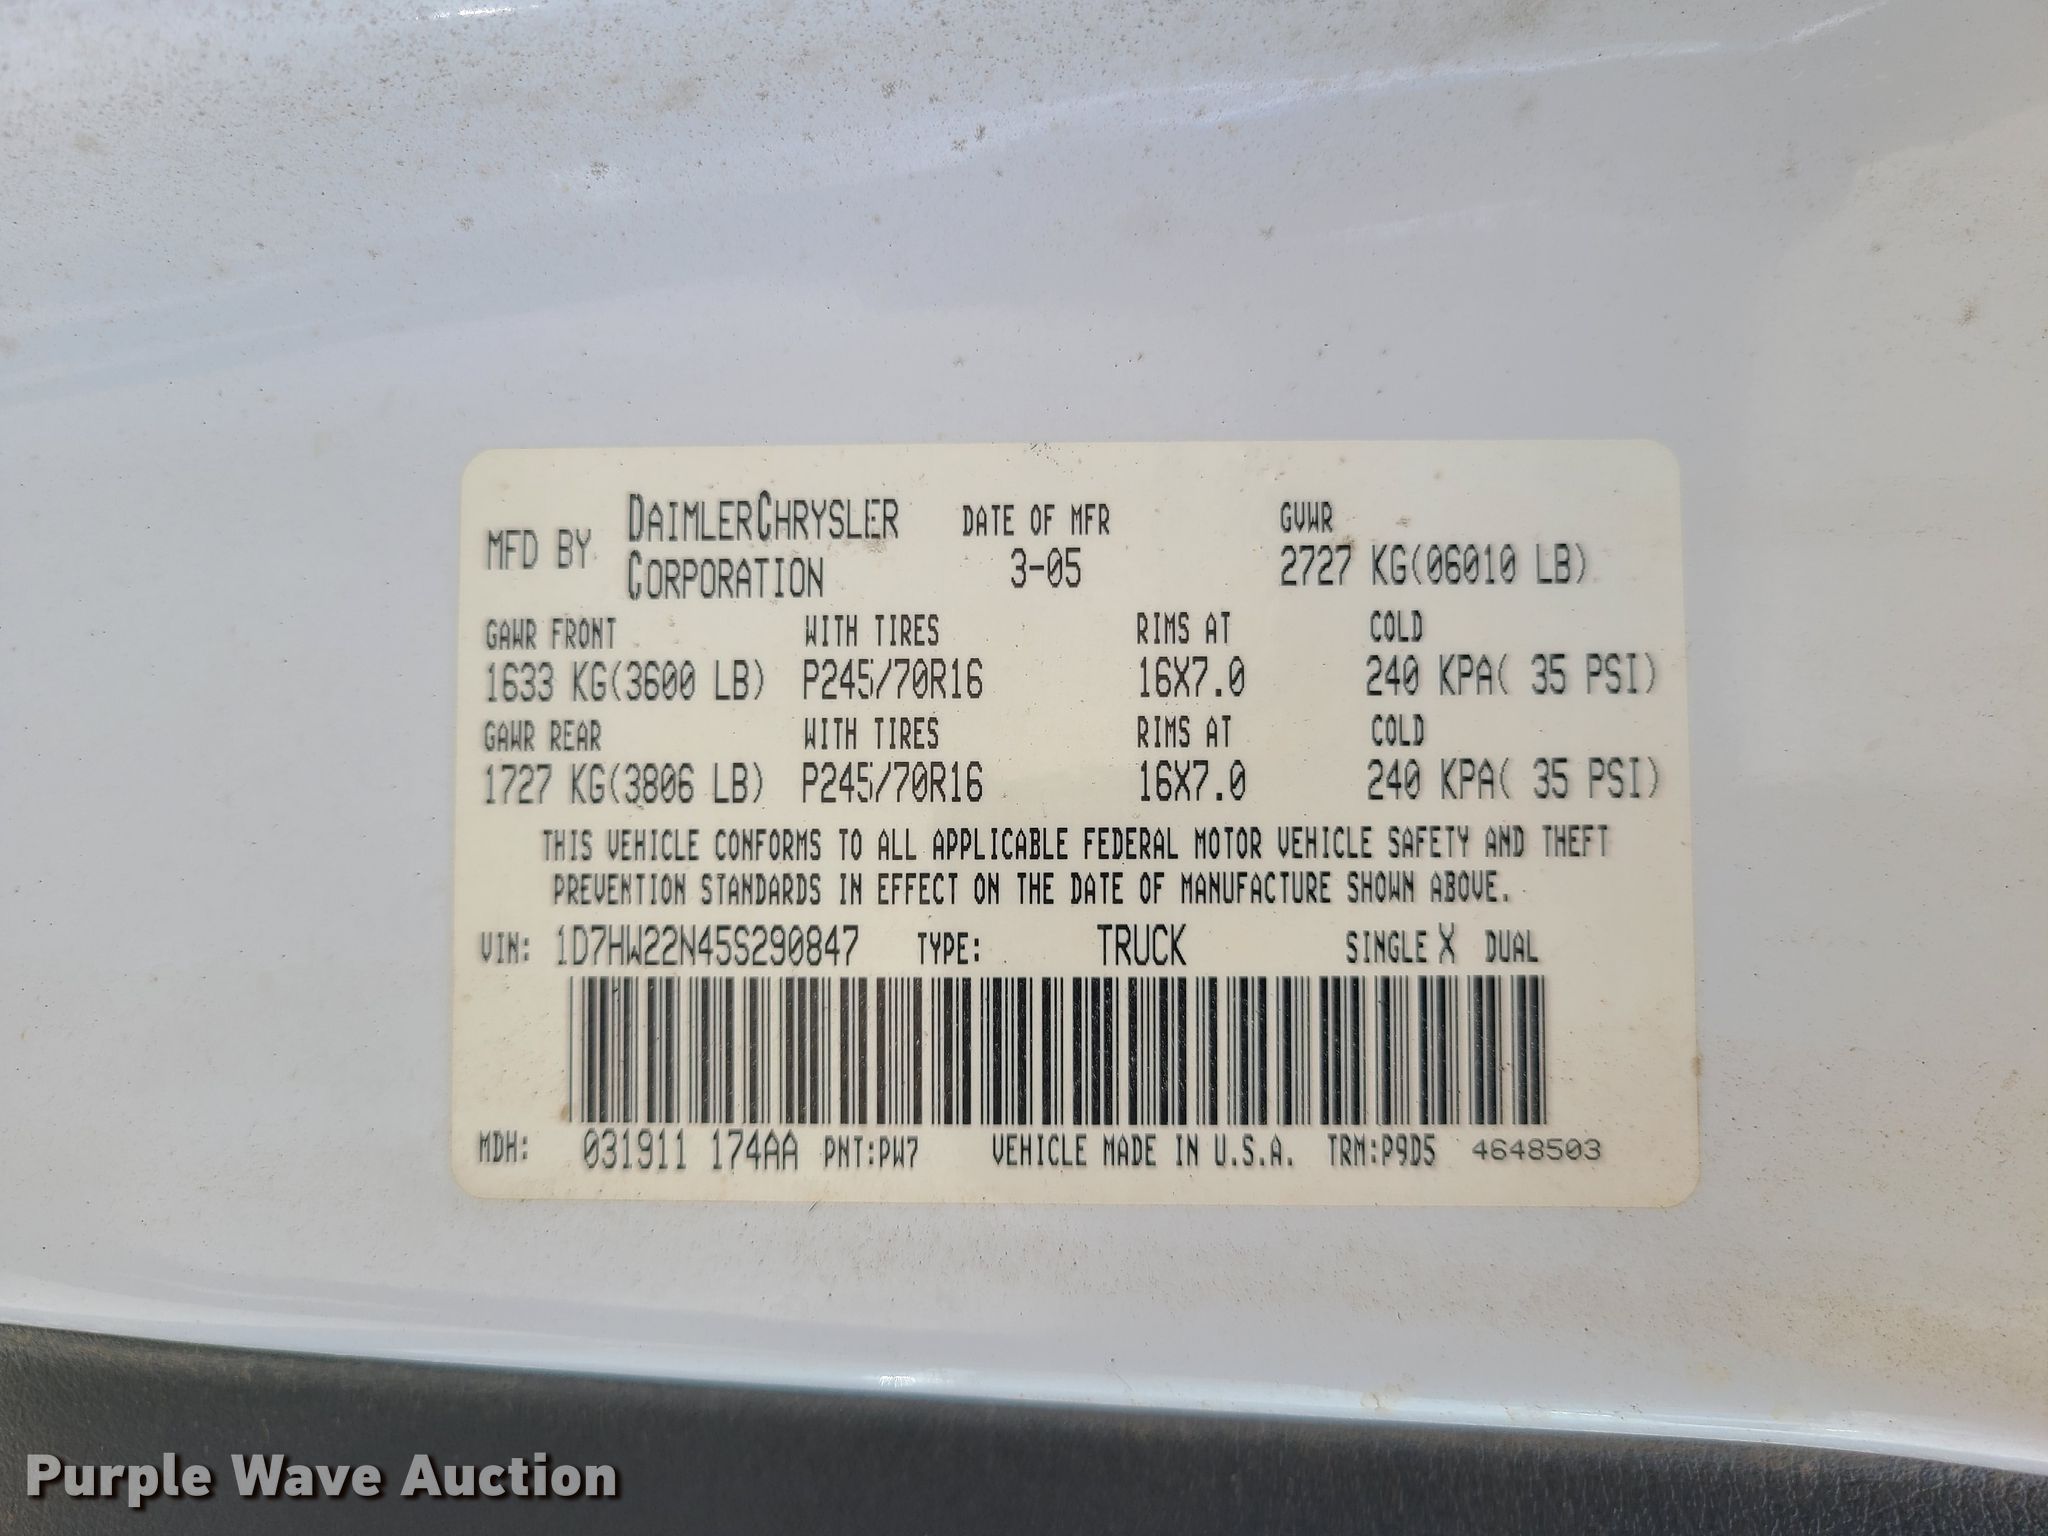 MFD BY DAIMLERCHRYSLER CORPORATION DATE OF MFR 3-05 GVWR 2727 KG(06010 LB)
GAWR FRONT WITH TIRES RIMS AT COLD
1633 KG(3600 LB) P245/70R16 16X7.0 240 KPA( 35 PSI)
GAWR REAR WITH TIRES RIMS AT COLD
1727 KG(3806 LB) P245/70R16 16X7.0 240 KPA( 35 PSI)
THIS VEHICLE CONFORMS TO ALL APPLICABLE FEDERAL MOTOR VEHICLE SAFETY AND THEFT
PREVENTION STANDARDS IN EFFECT ON THE DATE OF MANUFACTURE SHOWN ABOVE.
VIN: 1D7HW22N45S290847 TYPE: TRUCK SINGLE X DUAL
MDH: 031911 174AA PNT:PW7 VEHICLE MADE IN U.S.A. TRM:P9D5 4648503
Purple Wave Auction